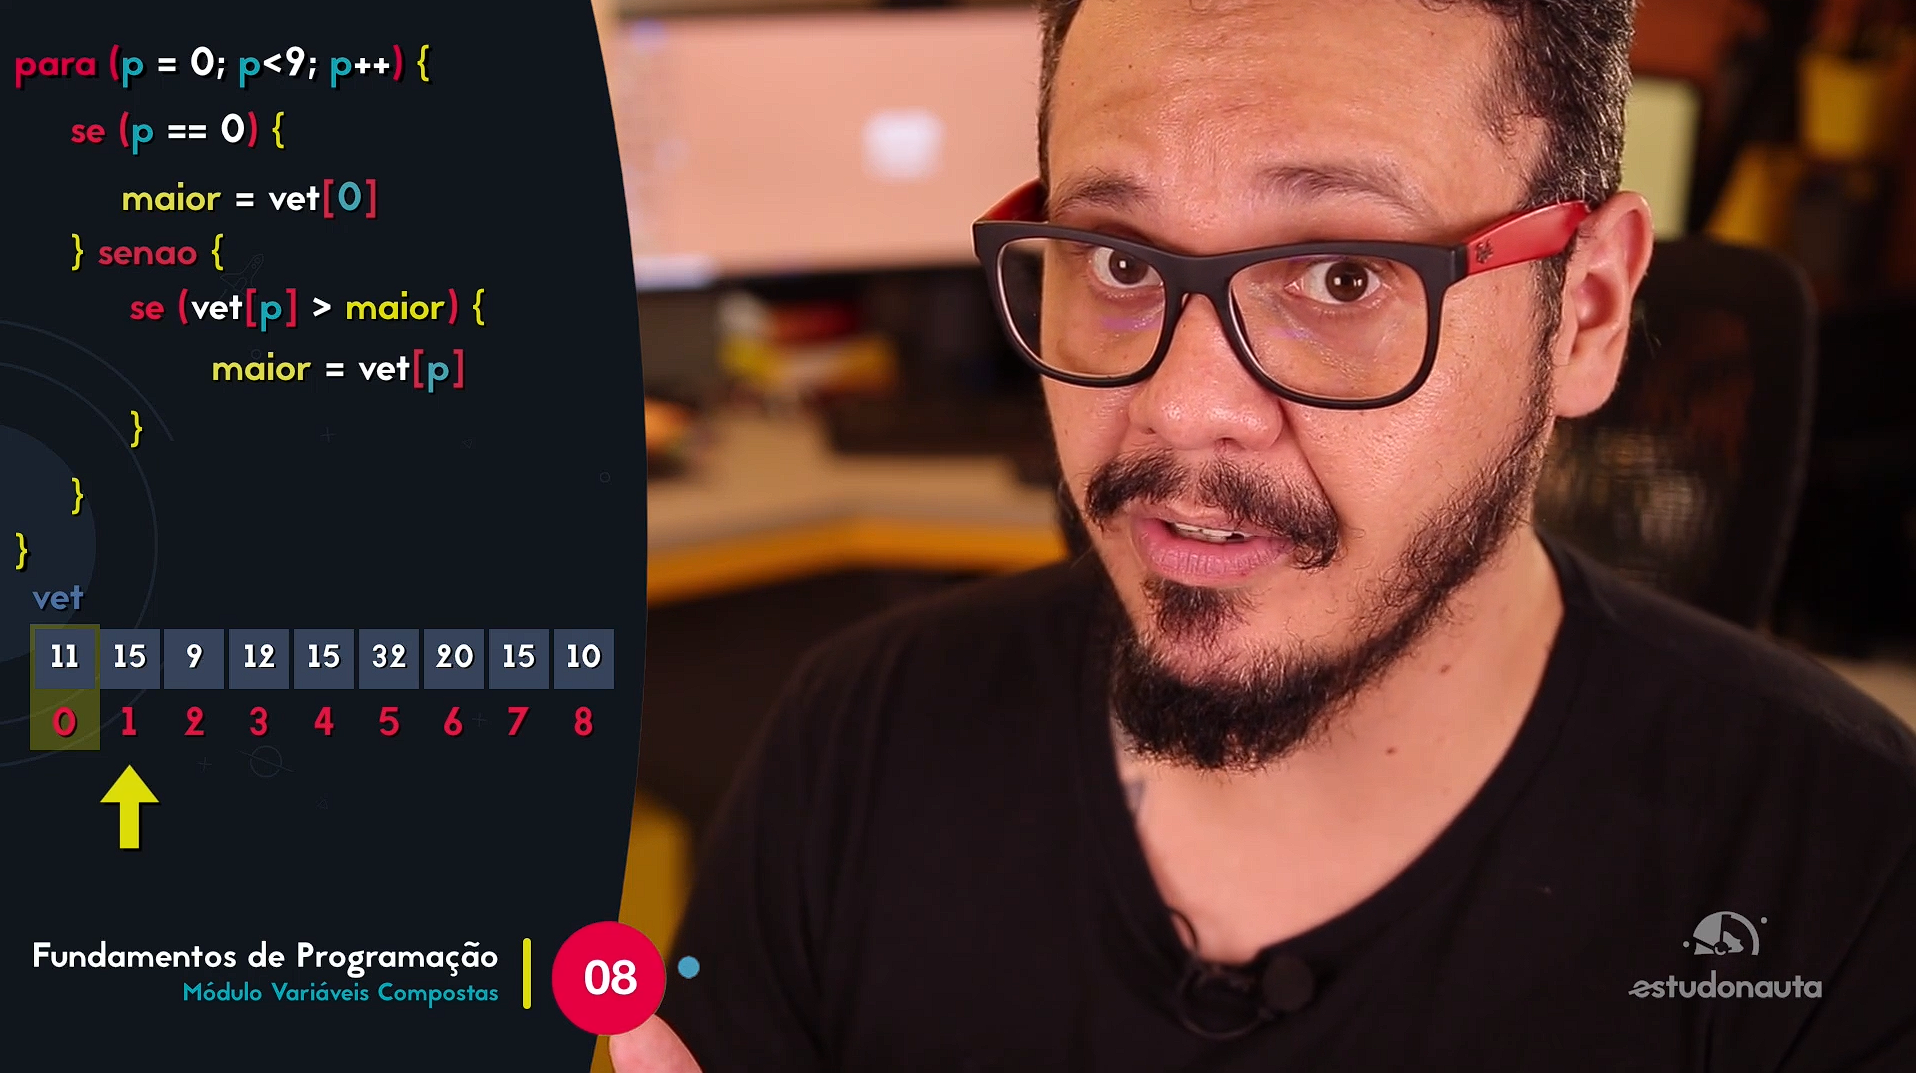 para (p = 0; p<9; p++) {
se (p == 0) {
maior = vet[0]
} senao {
se (vet[p] > maior) {
maior = vet[p]
}
}
}
vet
11 15 9 12 15 32 20 15 10
0 1 2 3 4 5 6 7 8
Fundamentos de Programação
Módulo Variáveis Compostas
08
estudonauta